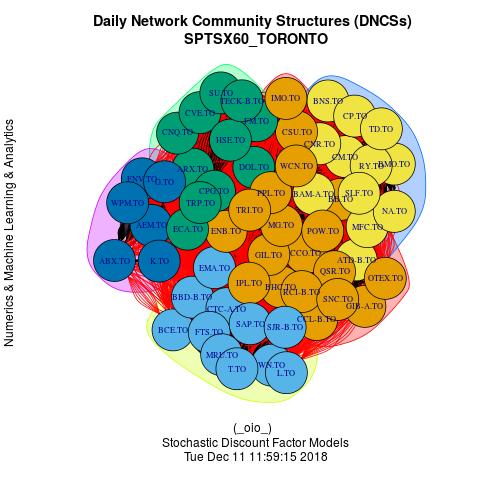 Daily Network Community Structures (DNCSs)
SPTSX60_TORONTO
Numerics & Machine Learning & Analytics
SU.TO
TECK-B.TO
IMO.TO
BNS.TO
CVE.TO
FM.TO
CP.TO
CNQ.TO
HSE.TO
CSU.TO
TD.TO
CNR.TO
CM.TO
ARX.TO
DOL.TO
WCN.TO
RY.TO
BMO.TO
ENV.TO
G.TO
CPG.TO
PPL.TO
BAM-A.TO
SLF.TO
WPM.TO
TRP.TO
TRI.TO
NA.TO
AEM.TO
ECA.TO
ENB.TO
MG.TO
POW.TO
MFC.TO
ABX.TO
K.TO
EMA.TO
GIL.TO
CCO.TO
ATD-B.TO
QSR.TO
OTEX.TO
IPL.TO
BHC.TO
RCI-B.TO
BBD-B.TO
SNC.TO
GIB-A.TO
CTC-A.TO
CCL-B.TO
BCE.TO
FTS.TO
SAP.TO
SJR-B.TO
MRU.TO
T.TO
WN.TO
L.TO
(_oio_)
Stochastic Discount Factor Models
Tue Dec 11 11:59:15 2018